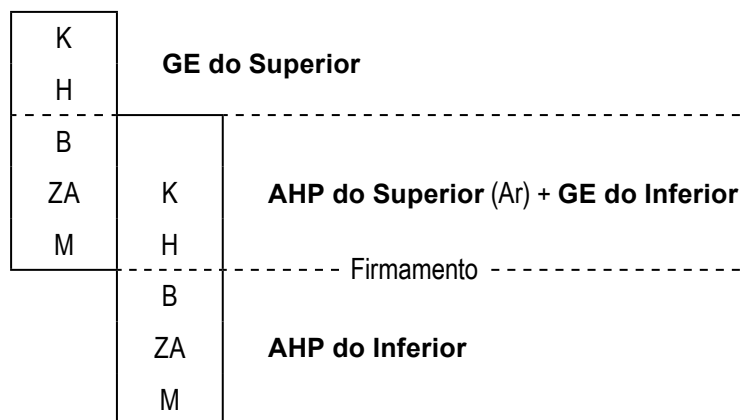 K
GE do Superior
H
B
ZA K AHP do Superior (Ar) + GE do Inferior
M H
Firmamento
B
ZA AHP do Inferior
M